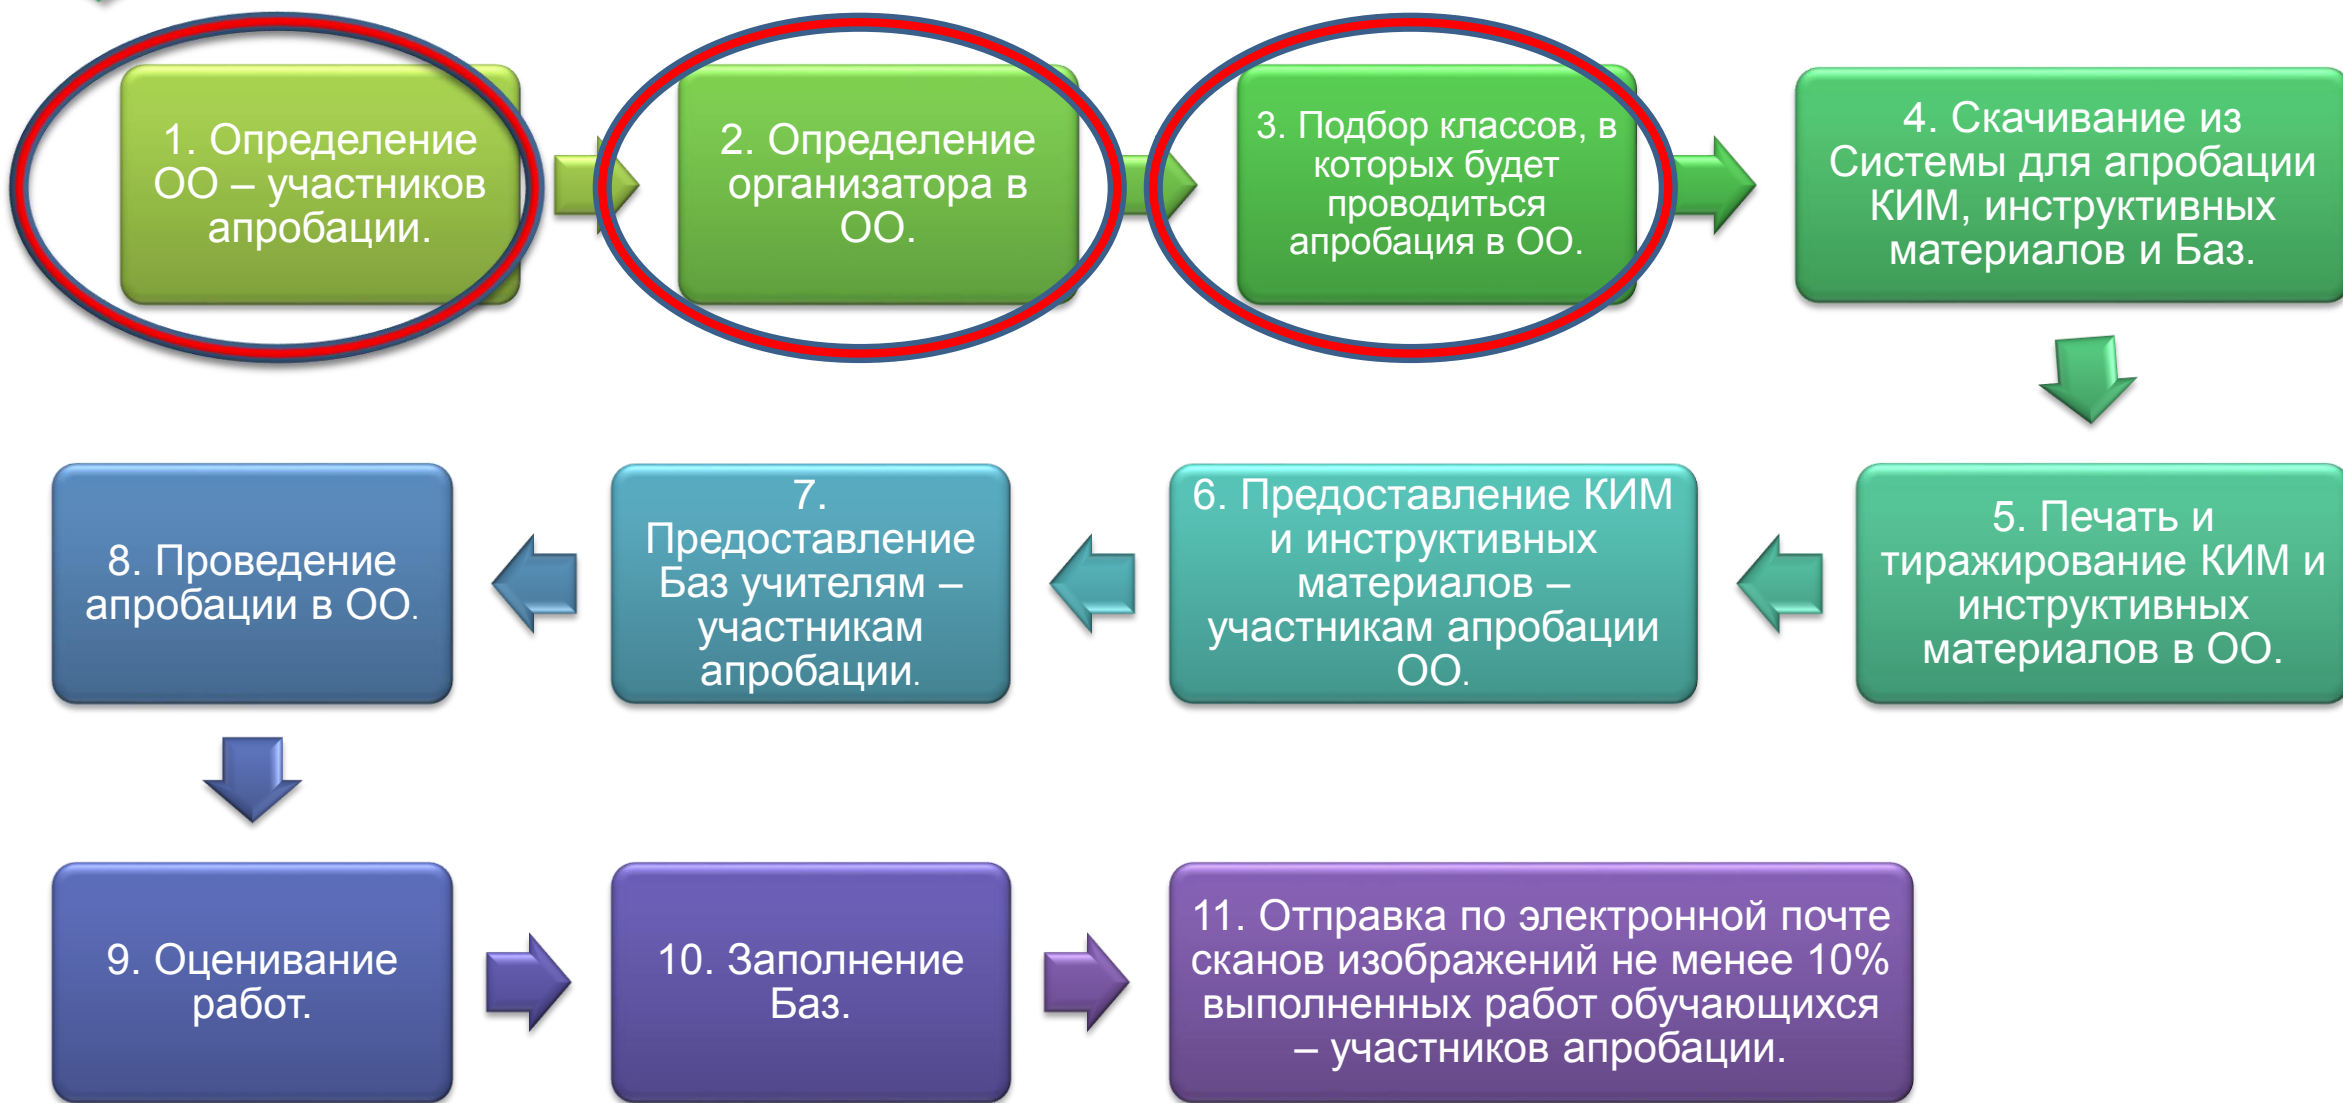 1. Определение
ОО – участников
апробации.
2. Определение
организатора в
ОО.
3. Подбор классов, в
которых будет
проводиться
апробация в ОО.
4. Скачивание из
Системы для апробации
КИМ, инструктивных
материалов и Баз.
5. Печать и
тиражирование КИМ и
инструктивных
материалов в ОО.
6. Предоставление КИМ
и инструктивных
материалов –
участникам апробации
ОО.
7.
Предоставление
Баз учителям –
участникам
апробации.
8. Проведение
апробации в ОО.
9. Оценивание
работ.
10. Заполнение
Баз.
11. Отправка по электронной почте
сканов изображений не менее 10%
выполненных работ обучающихся
– участников апробации.